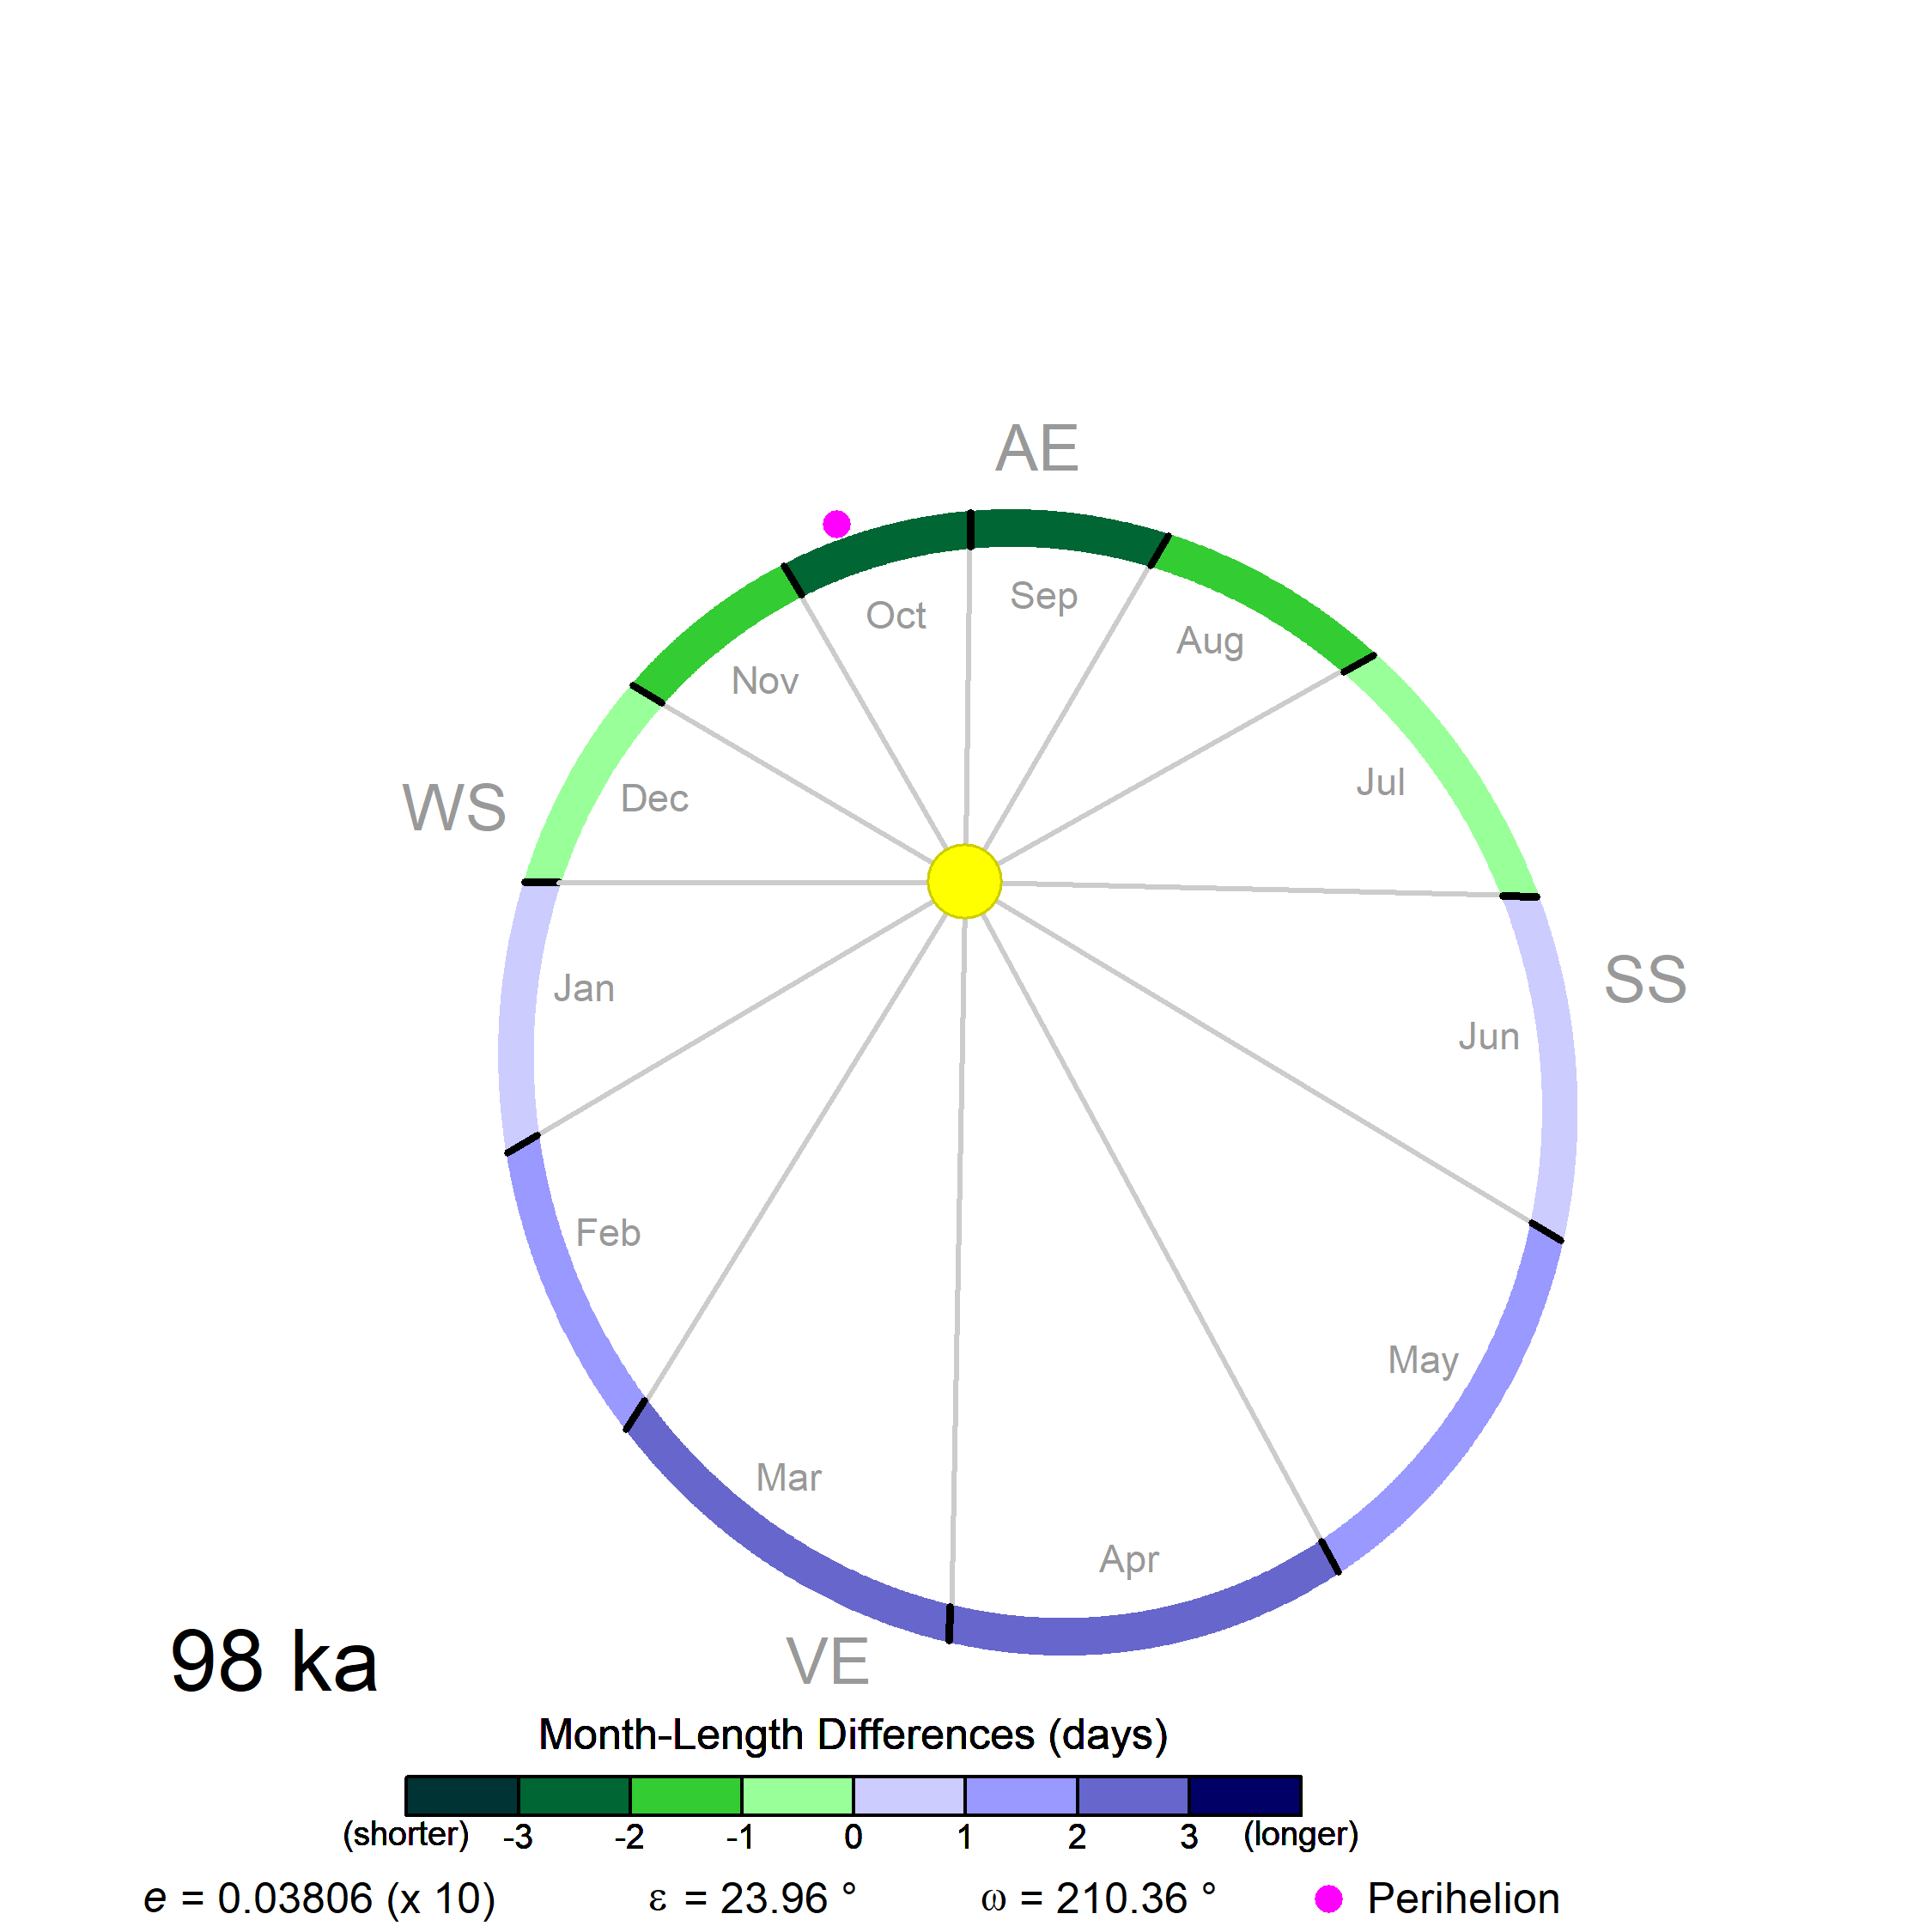 AE
Sep
Oct
Aug
Nov
Jul
Dec
WS
Jan
SS
Jun
Feb
May
Mar
Apr
98 ka
VE
Month-Length Differences (days)
(shorter) -3 -2 -1 0 1 2 3 (longer)
e = 0.03806 (x 10) ε = 23.96 ° ω = 210.36 ° Perihelion